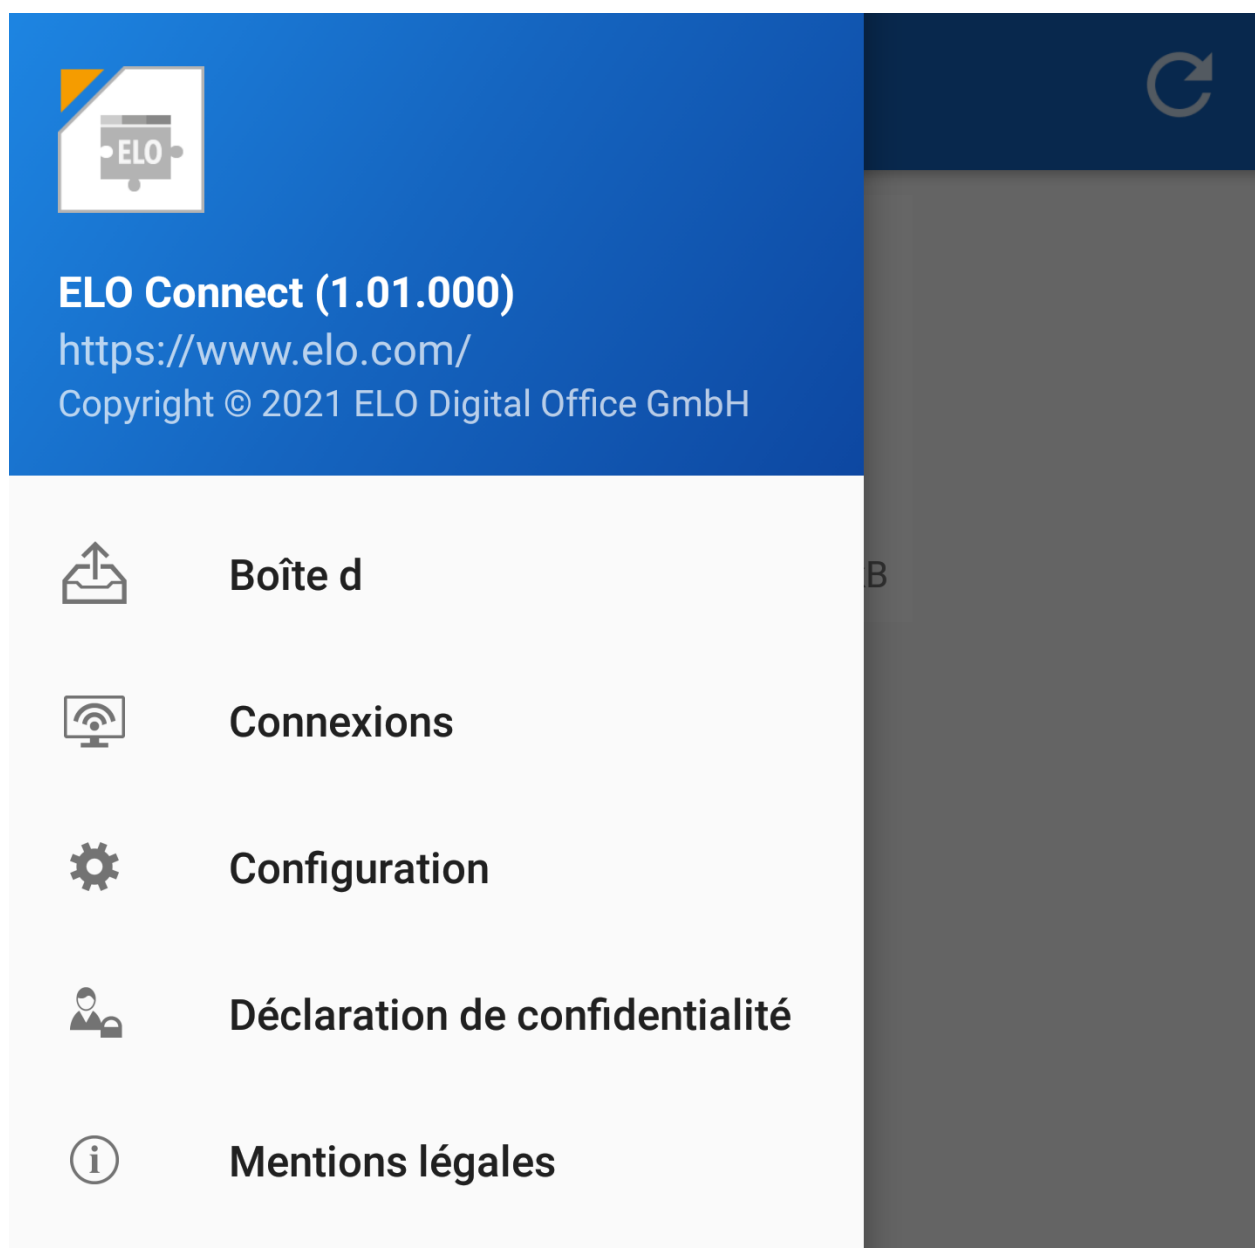 ELO
ELO Connect (1.01.000)
https://www.elo.com/
Copyright © 2021 ELO Digital Office GmbH
Boîte d
B
Connexions
Configuration
Déclaration de confidentialité
Mentions légales